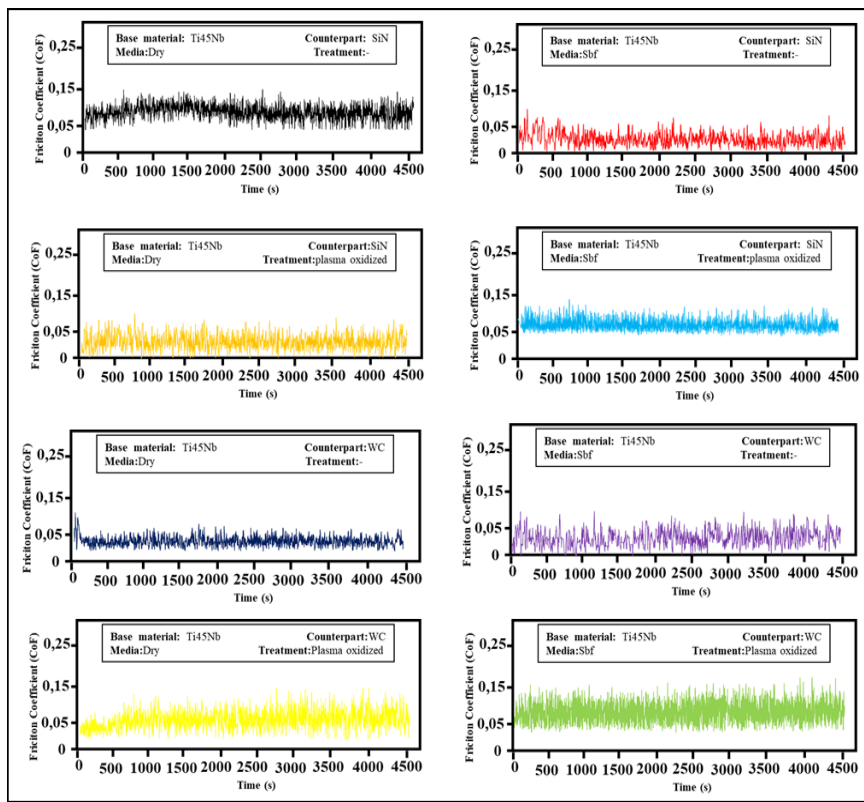 Base material: Ti45Nb Counterpart: SiN
Media:Dry Treatment:-
Friciton Coefficient (CoF)
0,25
0,15
0,05
0
0 500 1000 1500 2000 2500 3000 3500 4000 4500
Time (s)
Base material: Ti45Nb Counterpart: SiN
Media:Sbf Treatment:-
Friciton Coefficient (CoF)
0,25
0,15
0,05
0
0 500 1000 1500 2000 2500 3000 3500 4000 4500
Time (s)
Base material: Ti45Nb Counterpart:SiN
Media:Dry Treatment:plasma oxidized
Friciton Coefficient (CoF)
0,25
0,15
0,05
0
0 500 1000 1500 2000 2500 3000 3500 4000 4500
Time (s)
Base material: Ti45Nb Counterpart: SiN
Media:Sbf Treatment:plasma oxidized
Friciton Coefficient (CoF)
0,25
0,15
0,05
0
0 500 1000 1500 2000 2500 3000 3500 4000 4500
Time (s)
Base material: Ti45Nb Counterpart:WC
Media:Dry Treatment:-
Friciton Coefficient (CoF)
0,25
0,15
0,05
0
0 500 1000 1500 2000 2500 3000 3500 4000 4500
Time (s)
Base material: Ti45Nb Counterpart:WC
Media:Sbf Treatment:-
Friciton Coefficient (CoF)
0,25
0,15
0,05
0
0 500 1000 1500 2000 2500 3000 3500 4000 4500
Time (s)
Base material: Ti45Nb Counterpart:WC
Media:Dry Treatment:Plasma oxidized
Friciton Coefficient (CoF)
0,25
0,15
0,05
0
0 500 1000 1500 2000 2500 3000 3500 4000 4500
Time (s)
Base material: Ti45Nb Counterpart:WC
Media:Sbf Treatment:Plasma oxidized
Friciton Coefficient (CoF)
0,25
0,15
0,05
0
0 500 1000 1500 2000 2500 3000 3500 4000 4500
Time (s)